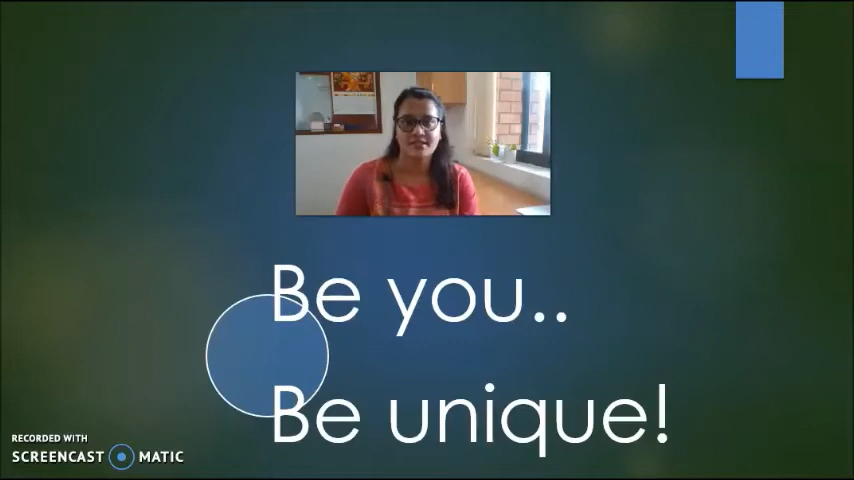 Be you..
Be unique!
RECORDED WITH
SCREENCAST MATIC